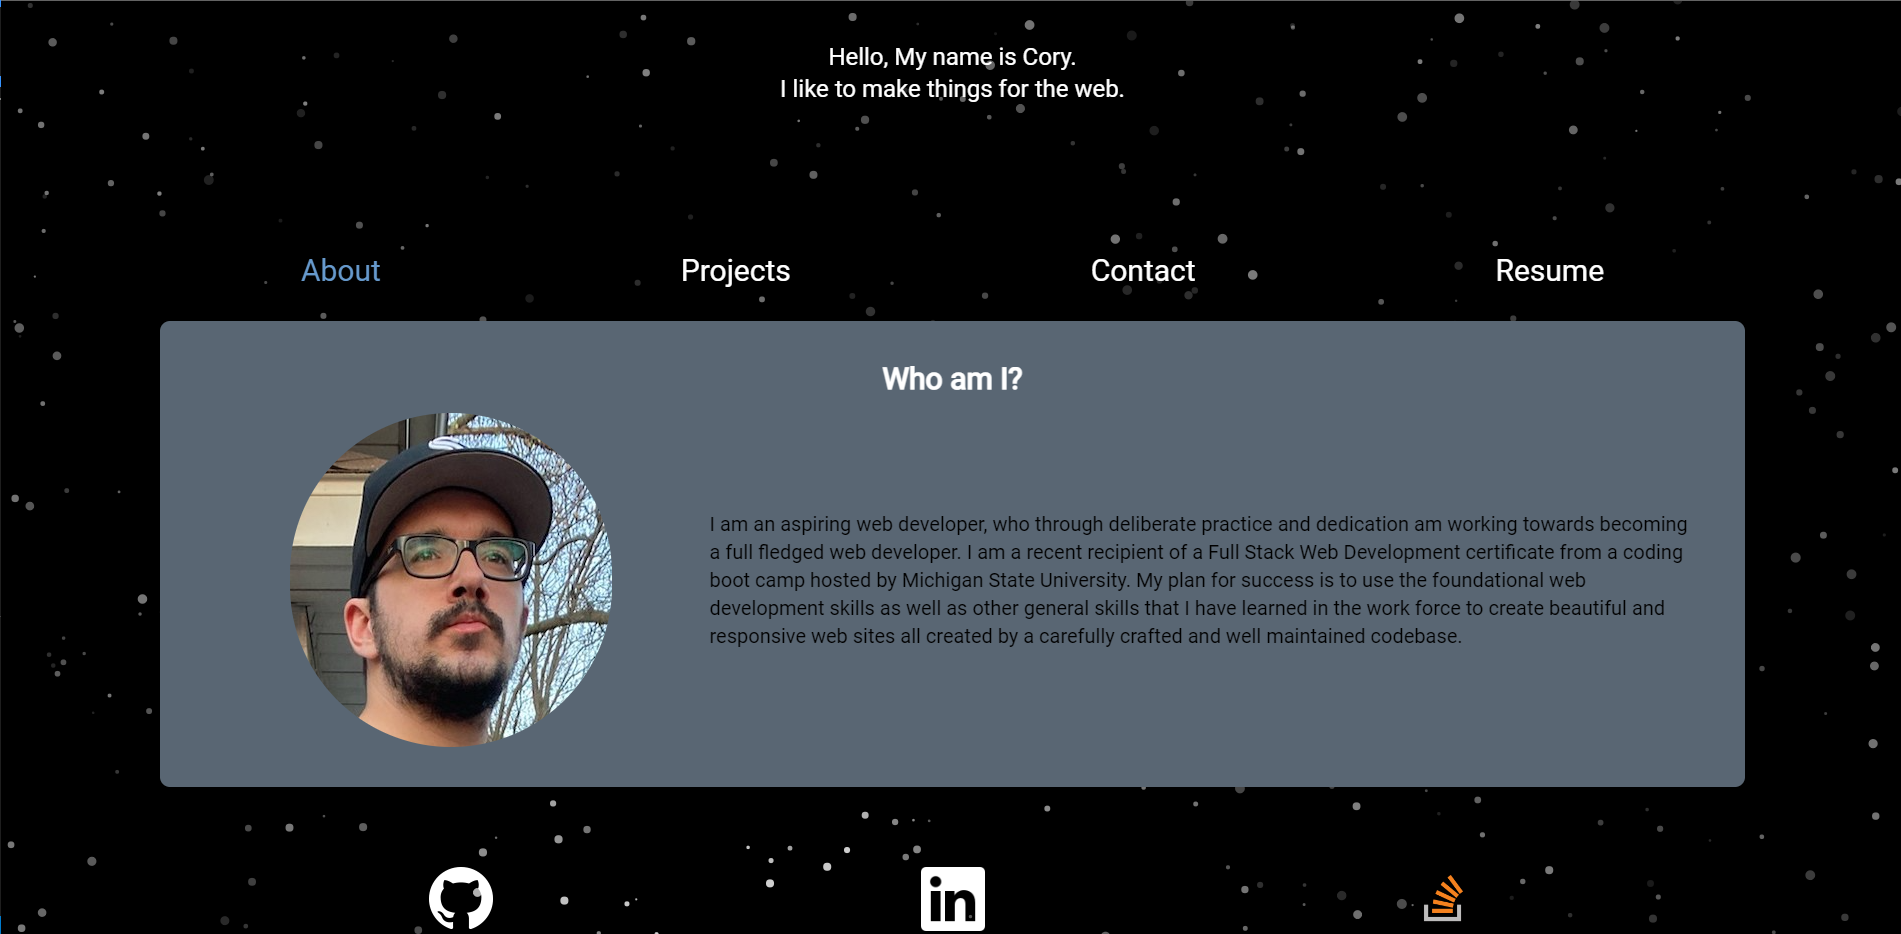 Hello, My name is Cory.
I like to make things for the web.
About
Projects
Contact
Resume
Who am I?
I am an aspiring web developer, who through deliberate practice and dedication am working towards becoming
a full fledged web developer. I am a recent recipient of a Full Stack Web Development certificate from a coding
boot camp hosted by Michigan State University. My plan for success is to use the foundational web
development skills as well as other general skills that I have learned in the work force to create beautiful and
responsive web sites all created by a carefully crafted and well maintained codebase.
in